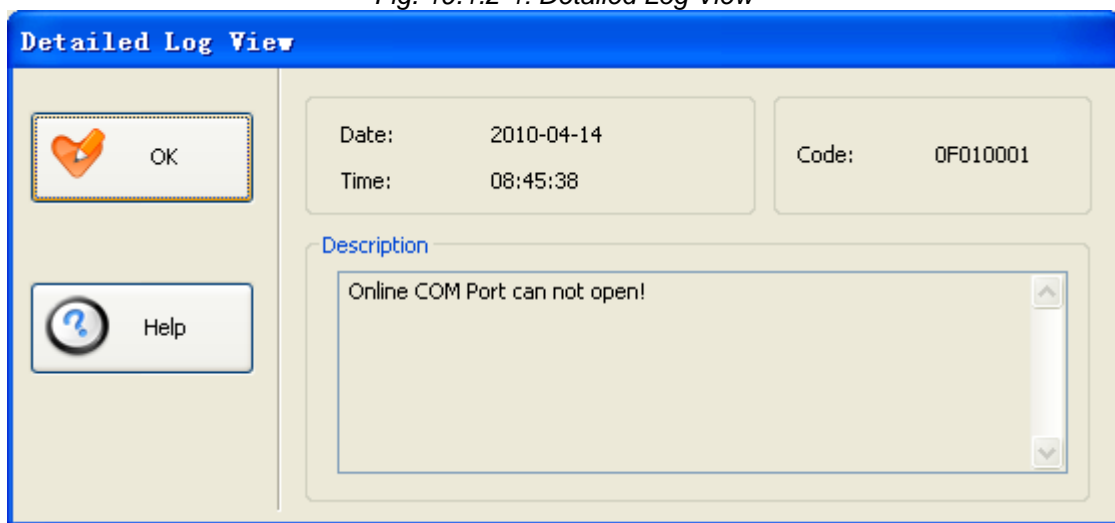 Fig. 10.1.2-1: Detailed Log View
Detailed Log View
OK
Help
Date: 2010-04-14
Time: 08:45:38
Code: 0F010001
Description
Online COM Port can not open!